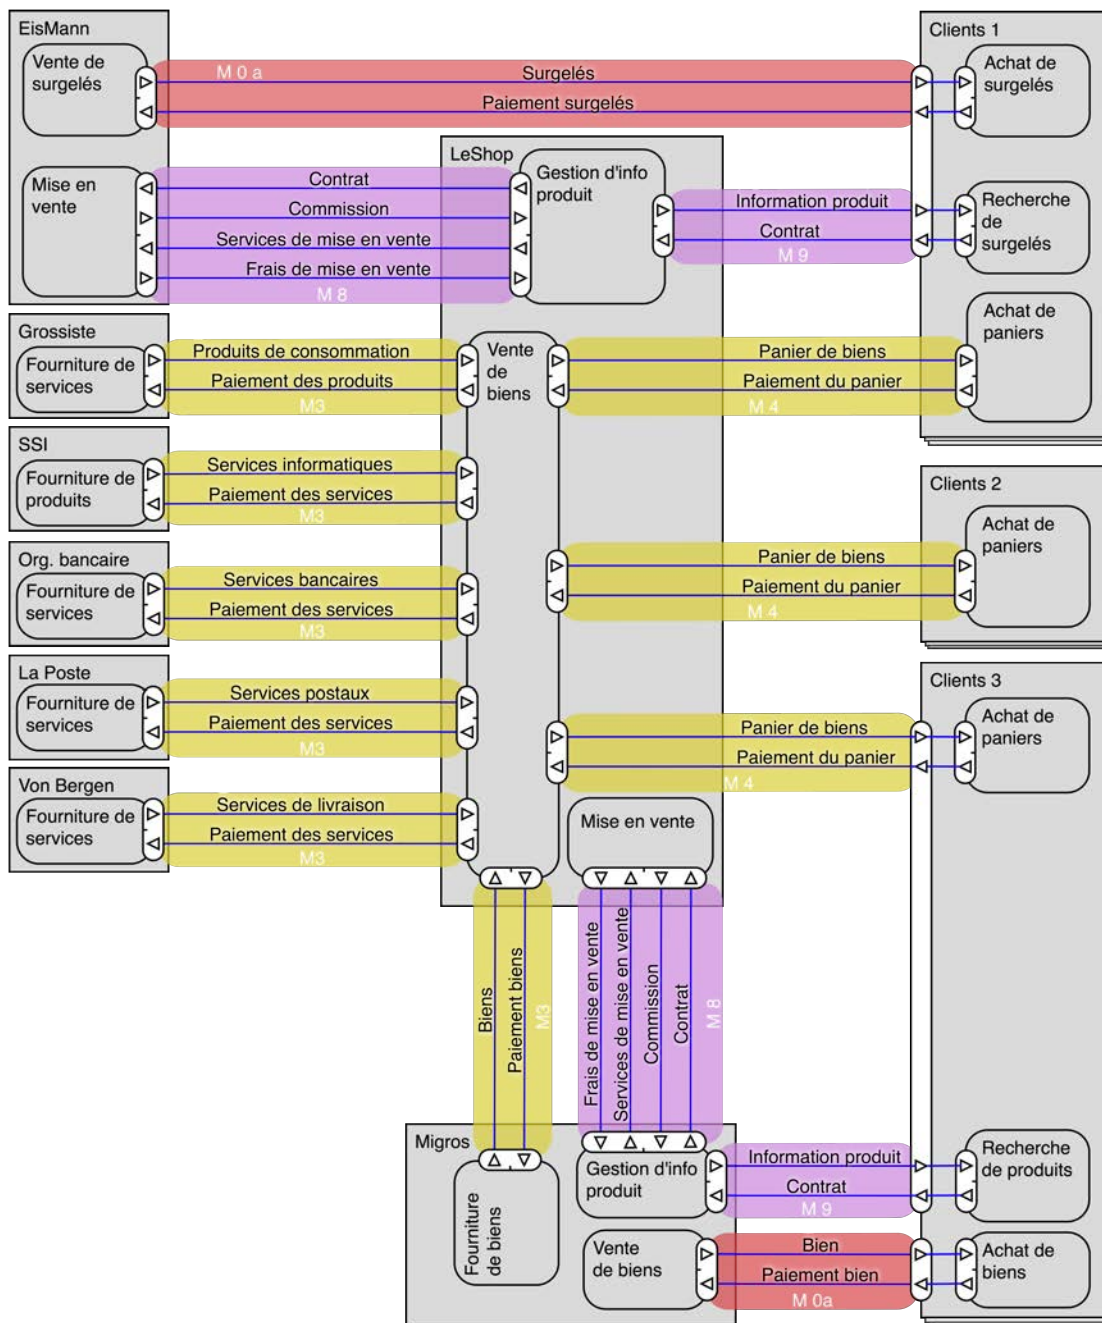 EisMann
Vente de
surgelés
M 0 a
Surgelés
Paiement surgelés
Clients 1
Achat de
surgelés
Mise en
vente
Contrat
Commission
Services de mise en vente
Frais de mise en vente
M 8
LeShop
Gestion d'info
produit
Information produit
Contrat
M 9
Recherche
de
surgelés
Achat de
paniers
Grossiste
Fourniture de
services
Produits de consommation
Paiement des produits
M3
Vente
de
biens
Panier de biens
Paiement du panier
M 4
SSI
Fourniture de
produits
Services informatiques
Paiement des services
M3
Clients 2
Achat de
paniers
Panier de biens
Paiement du panier
M 4
Org. bancaire
Fourniture de
services
Services bancaires
Paiement des services
M3
La Poste
Fourniture de
services
Services postaux
Paiement des services
M3
Clients 3
Achat de
paniers
Panier de biens
Paiement du panier
M 4
Von Bergen
Fourniture de
services
Services de livraison
Paiement des services
M3
Mise en vente
Biens
Paiement biens
M3
Frais de mise en vente
Services de mise en vente
Commission
Contrat
M 8
Migros
Fourniture
de biens
Gestion d'info
produit
Information produit
Contrat
M 9
Recherche
de produits
Vente
de biens
Bien
Paiement bien
M 0a
Achat de
biens